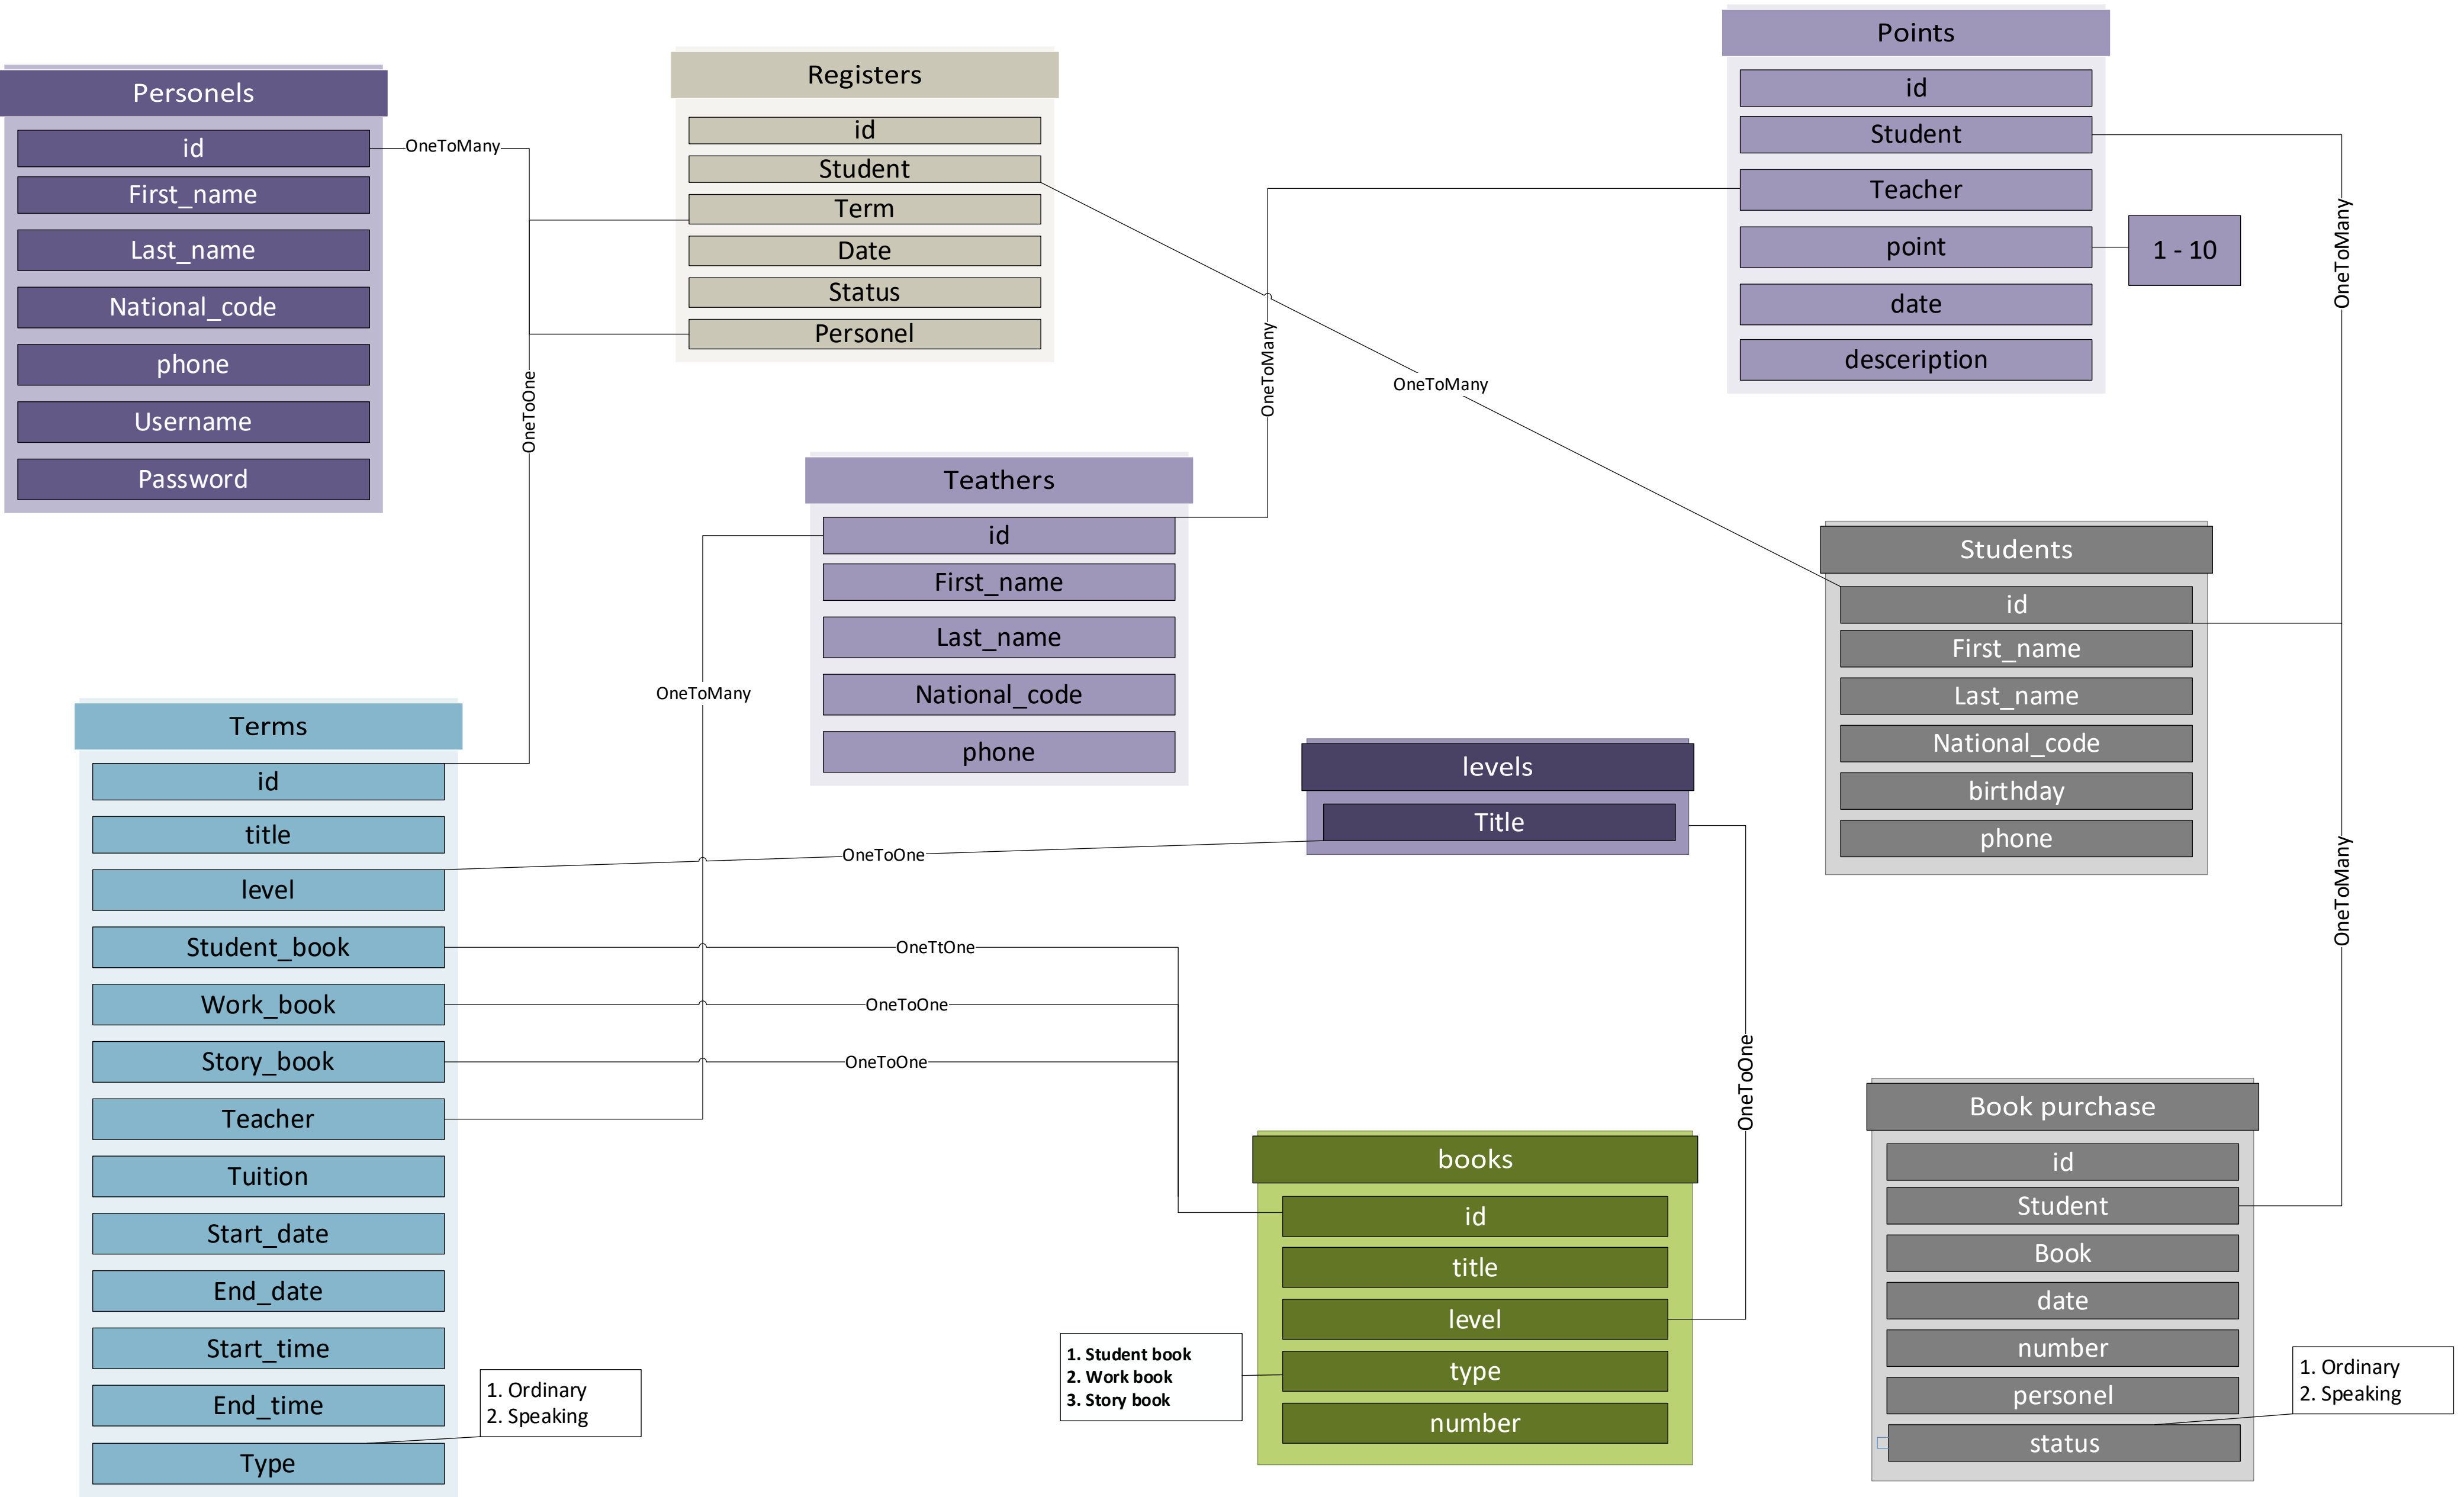 Personels
id
First_name
Last_name
National_code
phone
Username
Password
OneToMany
OneToOne
Registers
id
Student
Term
Date
Status
Personel
OneToMany
Points
id
Student
Teacher
point
date
desceription
1 - 10
OneToMany
OneToMany
Teathers
id
First_name
Last_name
National_code
phone
OneToMany
Students
id
First_name
Last_name
National_code
birthday
phone
OneToMany
Terms
id
title
level
Student_book
Work_book
Story_book
Teacher
Tuition
Start_date
End_date
Start_time
End_time
Type
1. Ordinary
2. Speaking
OneToOne
OneTtOne
OneToOne
OneToOne
levels
Title
OneToOne
books
id
title
level
type
number
1. Student book
2. Work book
3. Story book
Book purchase
id
Student
Book
date
number
personel
status
1. Ordinary
2. Speaking